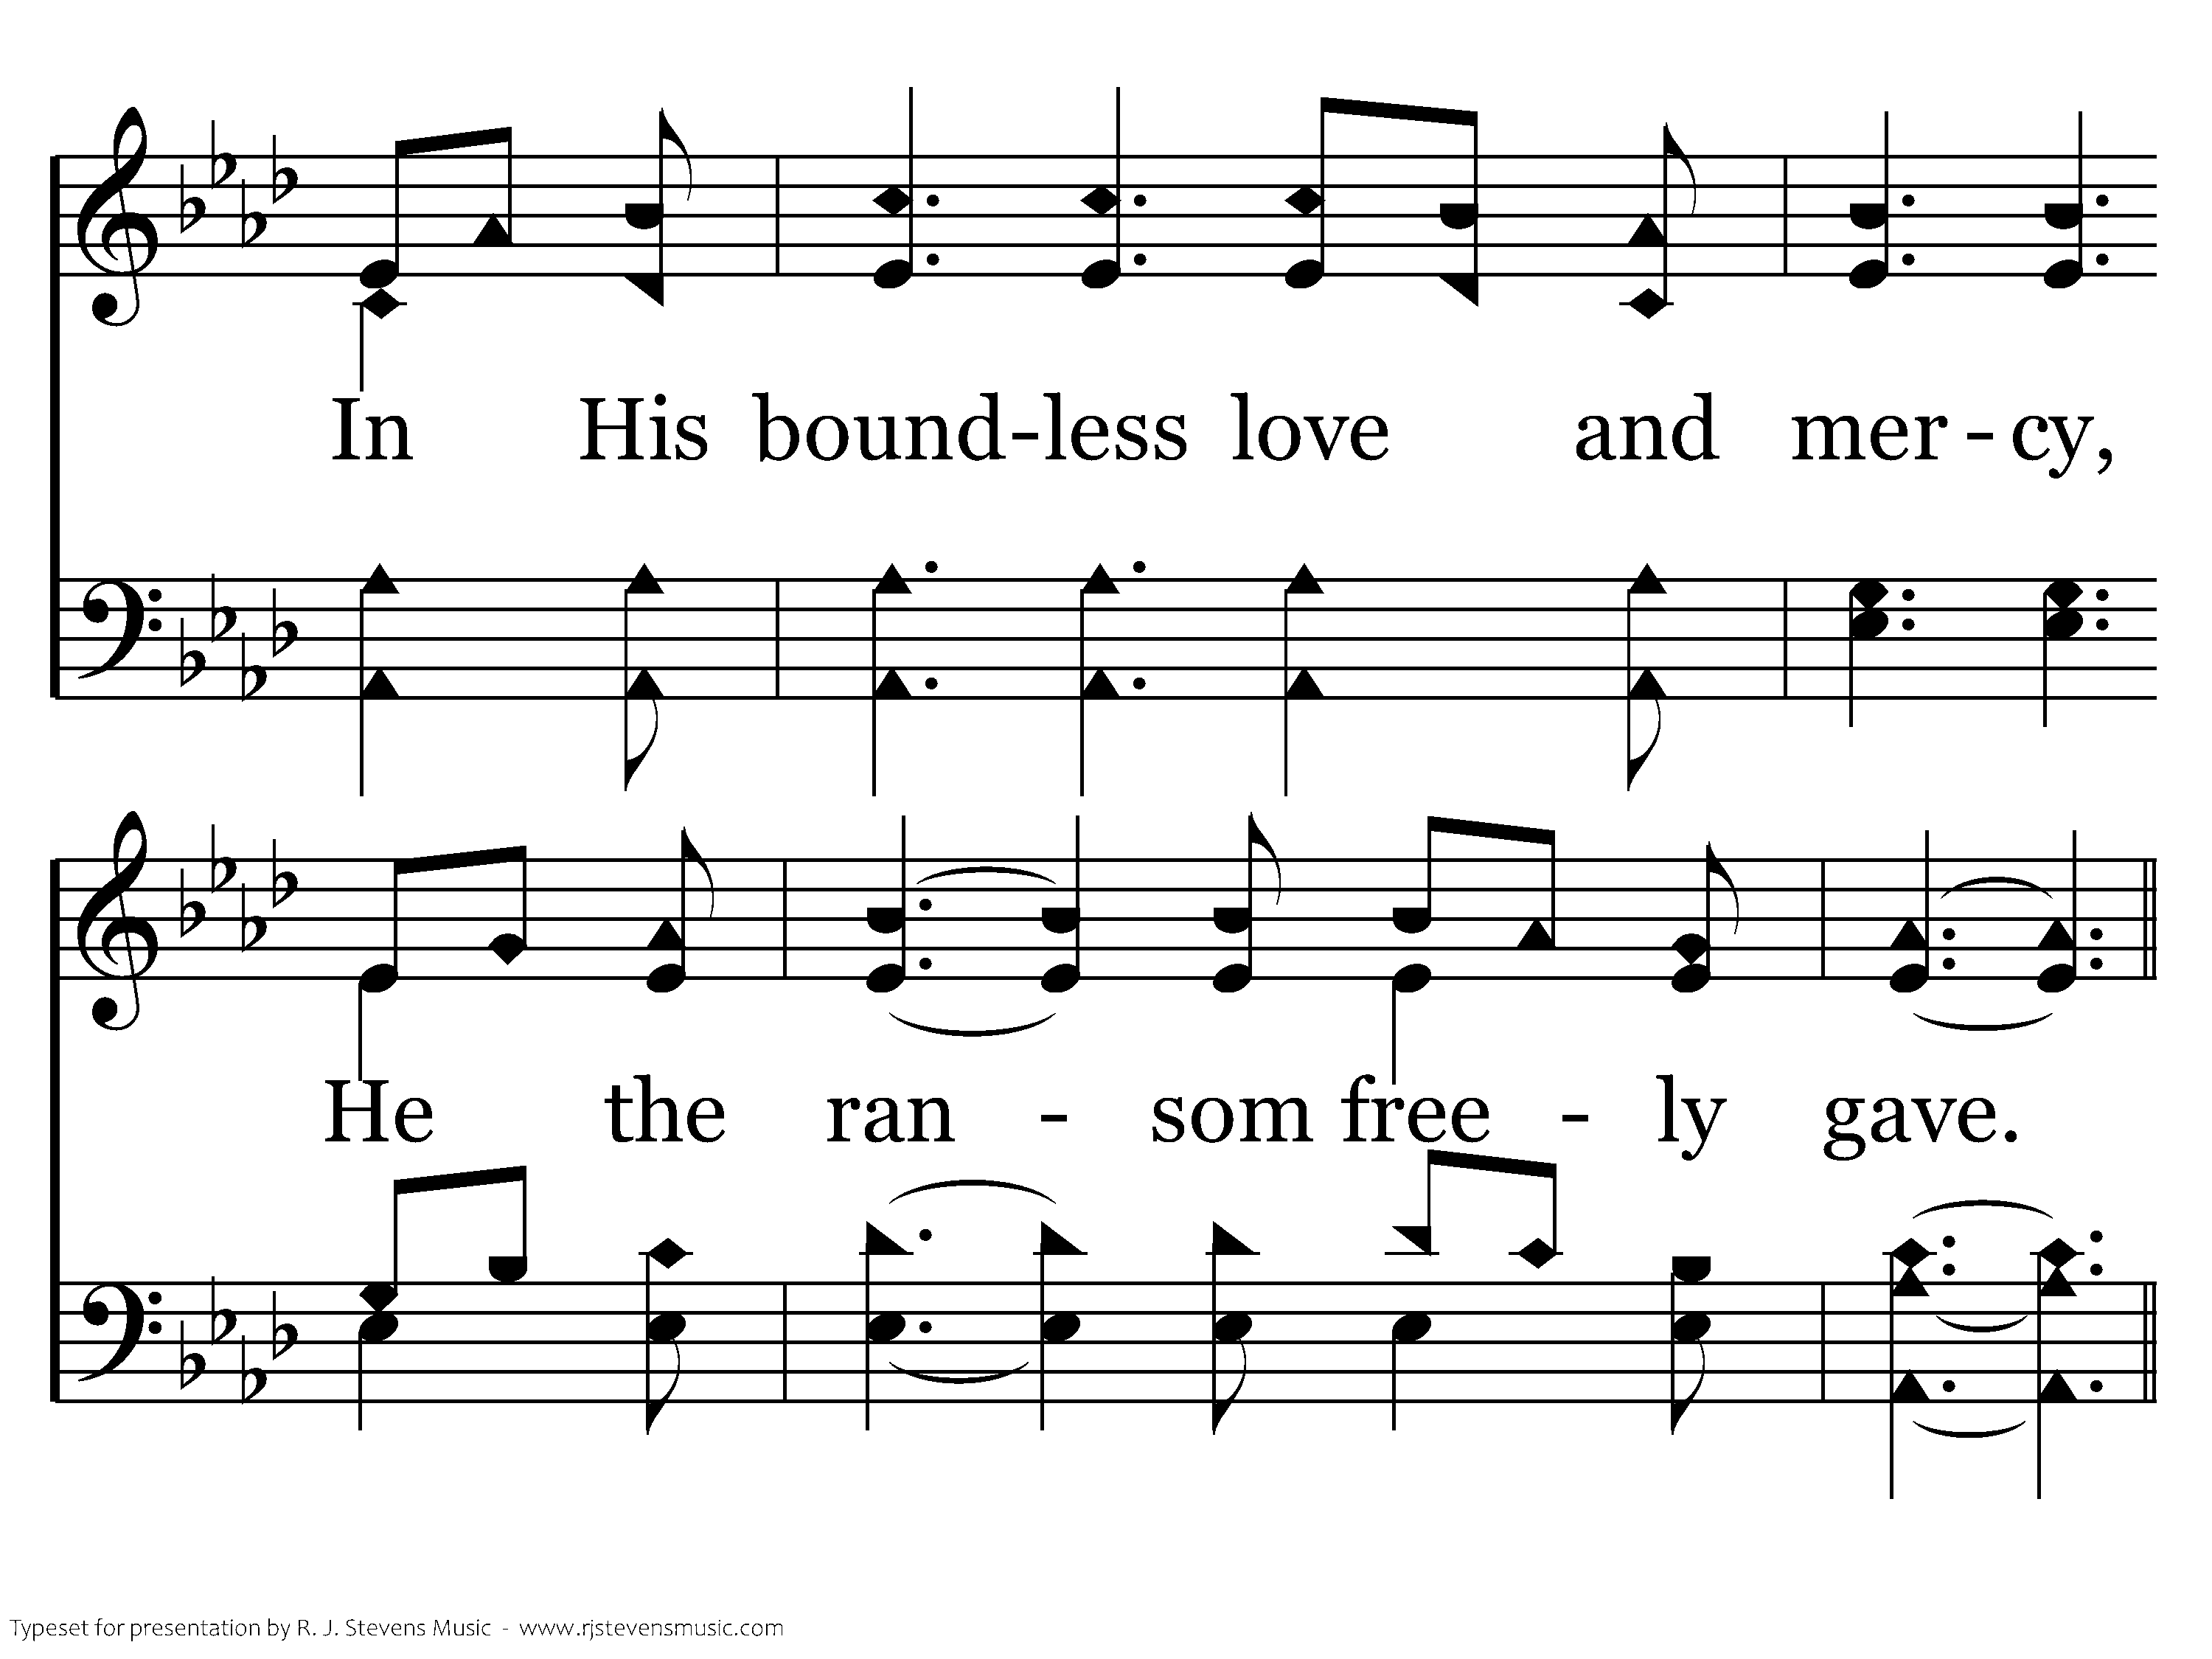 In His bound-less love and mer-cy,
He the ran - som free - ly gave.
Typeset for presentation by R. J. Stevens Music - www.rjstevensmusic.com